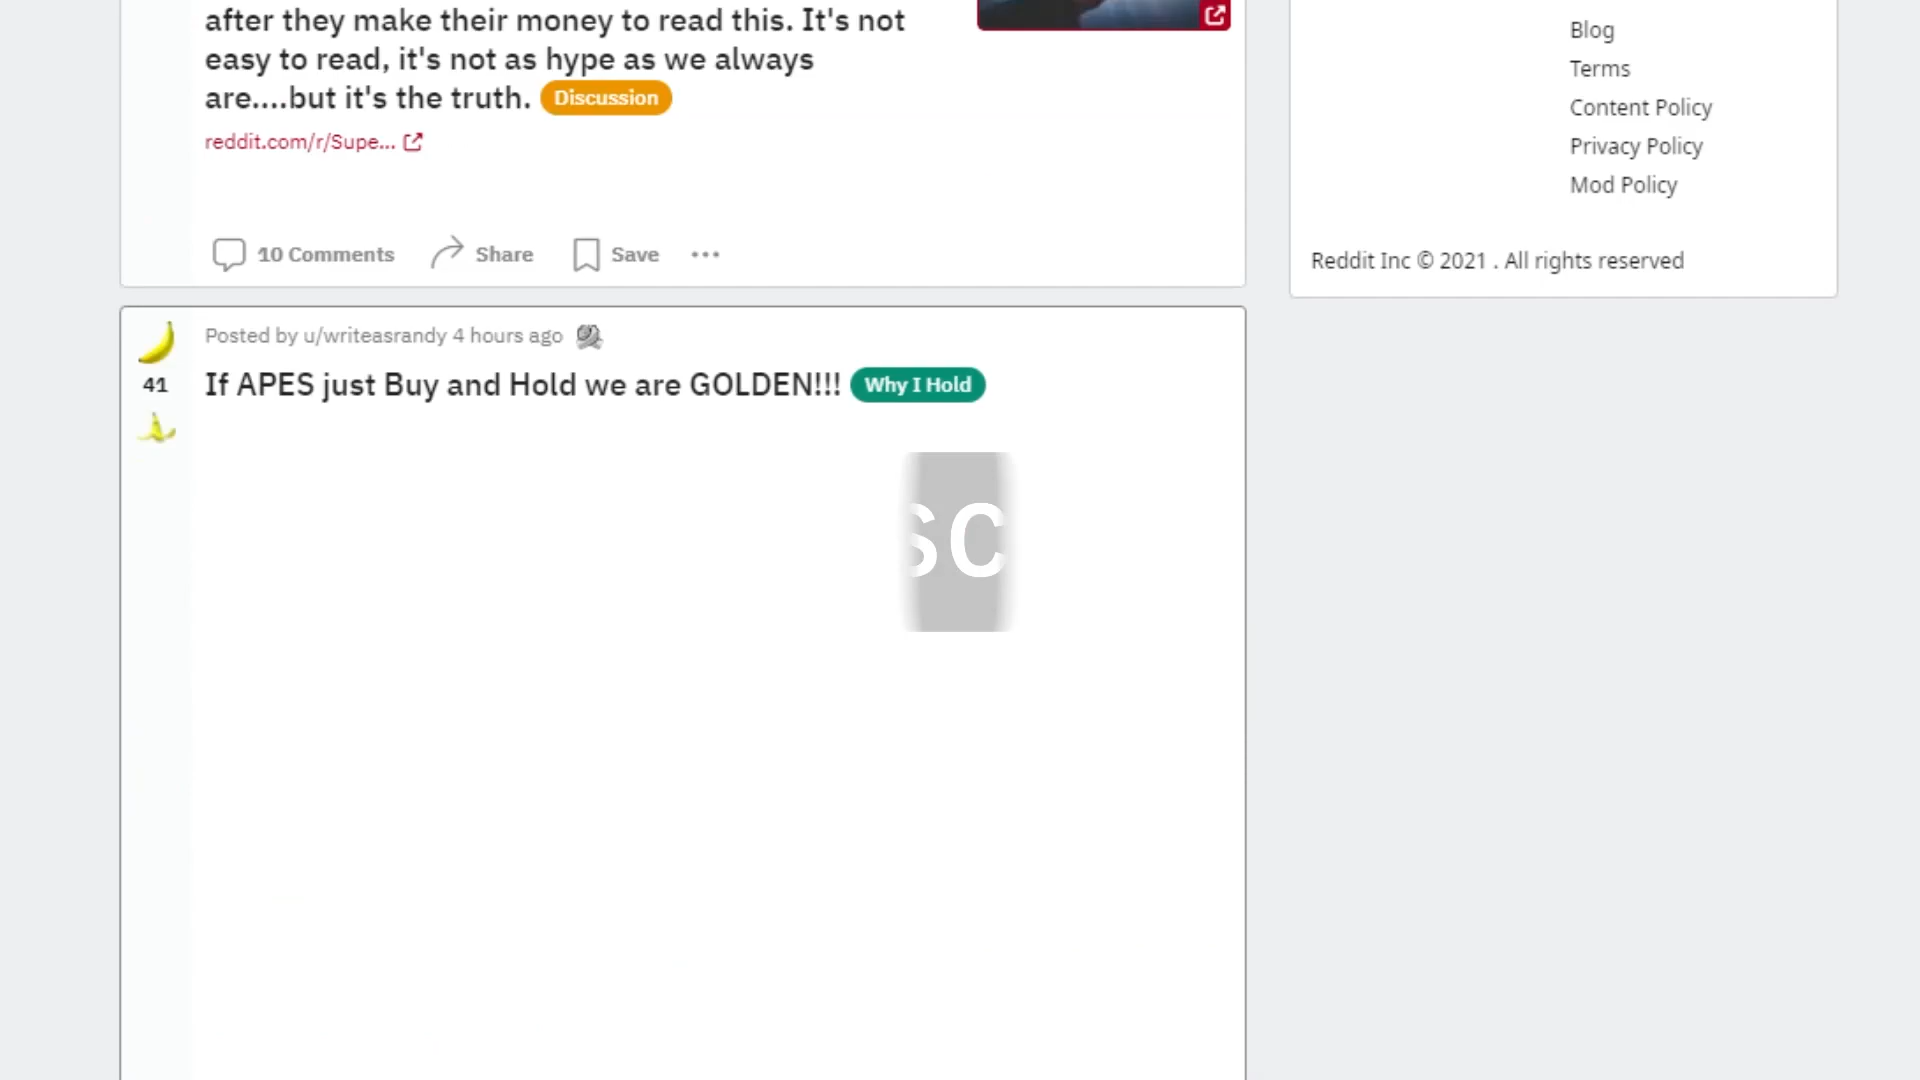 after they make their money to read this. It's not
easy to read, it's not as hype as we always
are....but it's the truth. Discussion
reddit.com/r/Supe...
10 Comments Share Save
Posted by u/writeasrandy 4 hours ago
41
If APES just Buy and Hold we are GOLDEN!!! Why I Hold
SC
Blog
Terms
Content Policy
Privacy Policy
Mod Policy
Reddit Inc © 2021 . All rights reserved